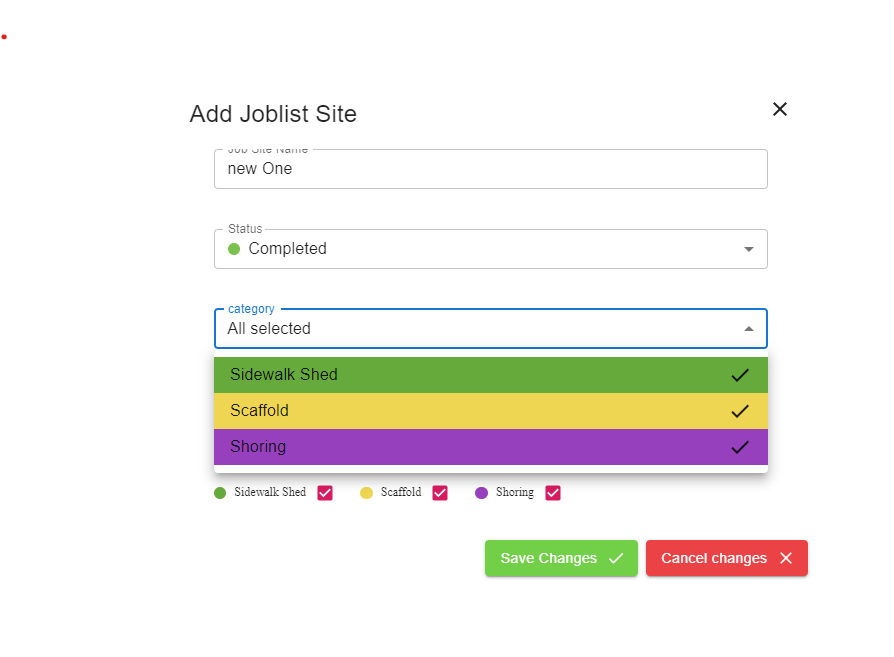 Add Joblist Site
Job Site Name
new One
Status
Completed
category
All selected
Sidewalk Shed
Scaffold
Shoring
Sidewalk Shed Scaffold Shoring
Save Changes Cancel changes